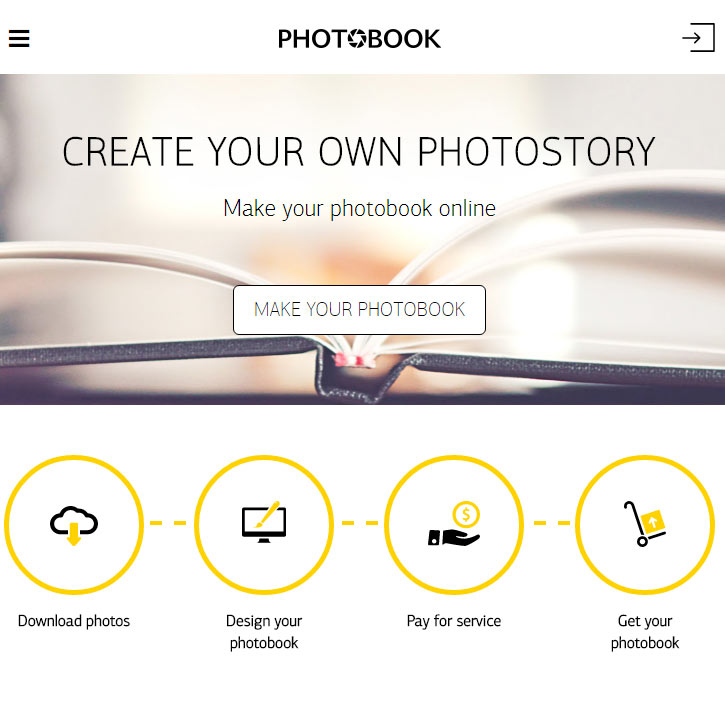 PHOTOBOOK
CREATE YOUR OWN PHOTOSTORY
Make your photobook online
MAKE YOUR PHOTOBOOK
$
Download photos
Design your
photobook
Pay for service
Get your
photobook